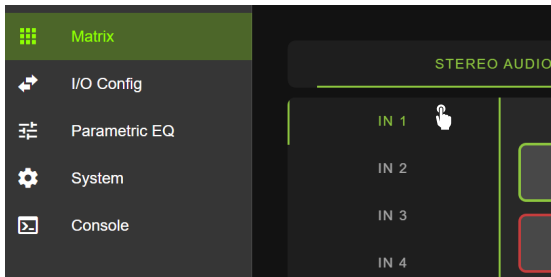 Matrix
I/O Config
Parametric EQ
System
Console
STEREO AUDIO
IN 1
IN 2
IN 3
IN 4